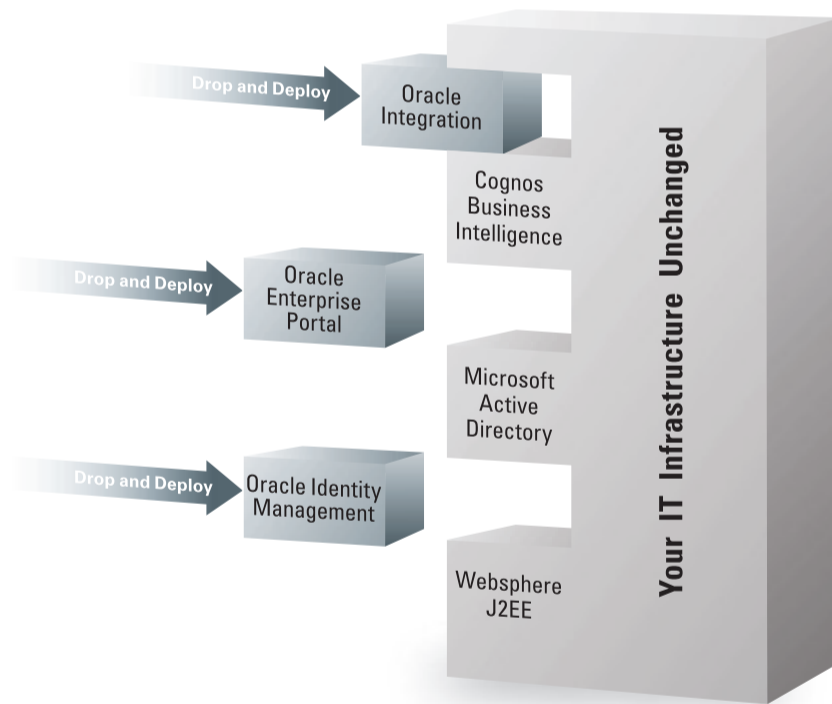 Drop and Deploy
Oracle
Integration
Cognos
Business
Intelligence
Drop and Deploy
Oracle
Enterprise
Portal
Microsoft
Active
Directory
Drop and Deploy
Oracle Identity
Management
Websphere
J2EE
Your IT Infrastructure Unchanged